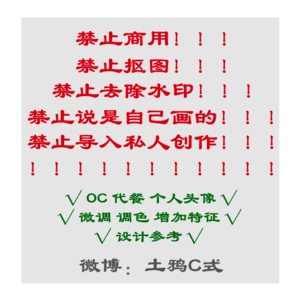 禁止商用！！！
禁止抠图！！！
禁止去除水印！！！
禁止说是自己画的！！！
禁止导入私人创作！！！
！！！！！！！！！！！！
√ OC 代餐 个人头像 √
√ 微调 调色 增加特征 √
√ 设计参考 √
微博：土鸦C式